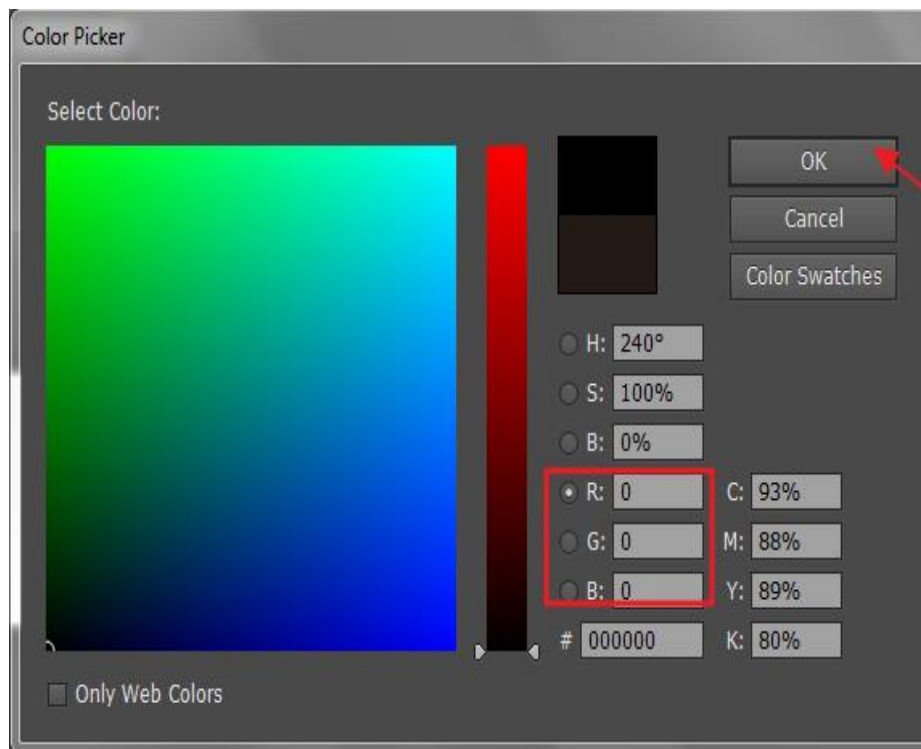 Color Picker
Select Color:
OK
Cancel
Color Swatches
H: 240°
S: 100%
B: 0%
R: 0 C: 93%
G: 0 M: 88%
B: 0 Y: 89%
# 000000 K: 80%
Only Web Colors